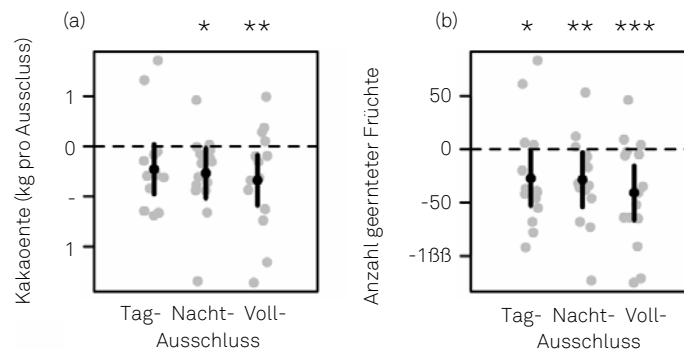 (a)
* **
Kakaoente (kg pro Ausscluss)
1
0
-
1
Tag- Nacht- Voll-
Ausschluss
(b)
* ** ***
Anzahl geernteter Früchte
50
0
-50
-1ꓭꓭ
Tag- Nacht- Voll-
Ausschluss